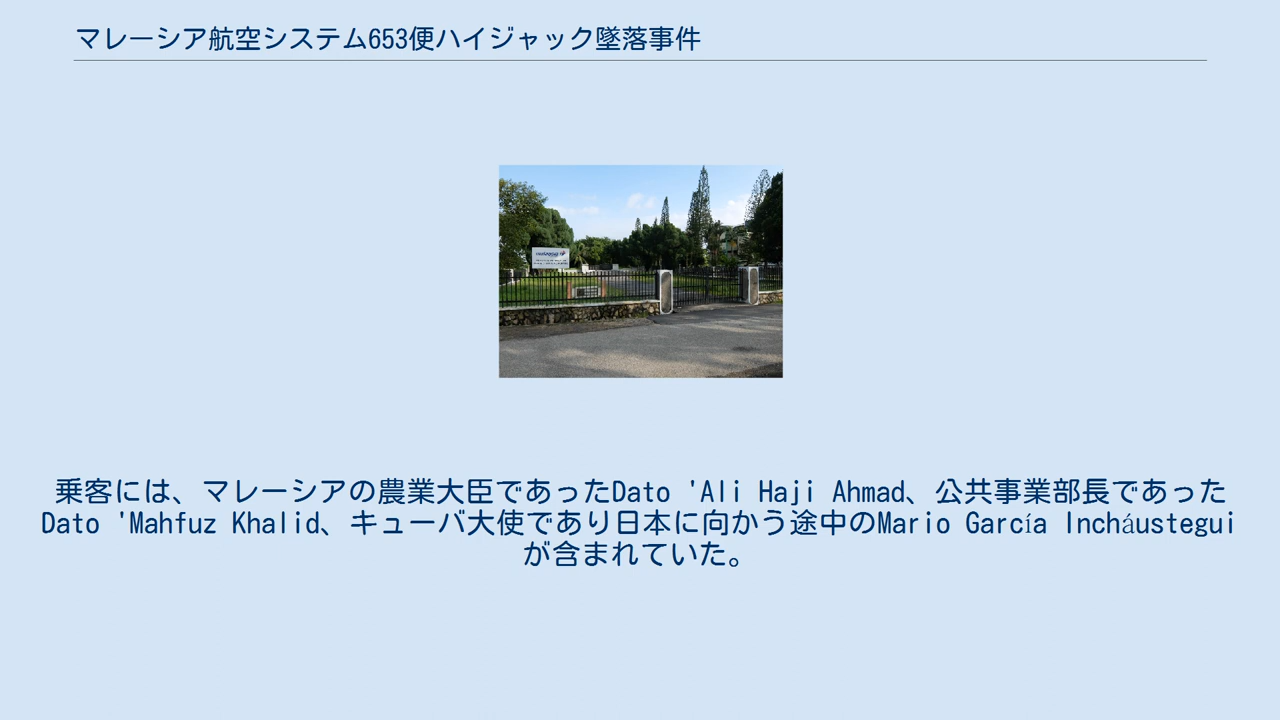 マレーシア航空システム653便ハイジャック墜落事件
乗客には、マレーシアの農業大臣であったDato 'Ali Haji Ahmad、公共事業部長であった
Dato 'Mahfuz Khalid、キューバ大使であり日本に向かう途中のMario García Incháustegui
が含まれていた。